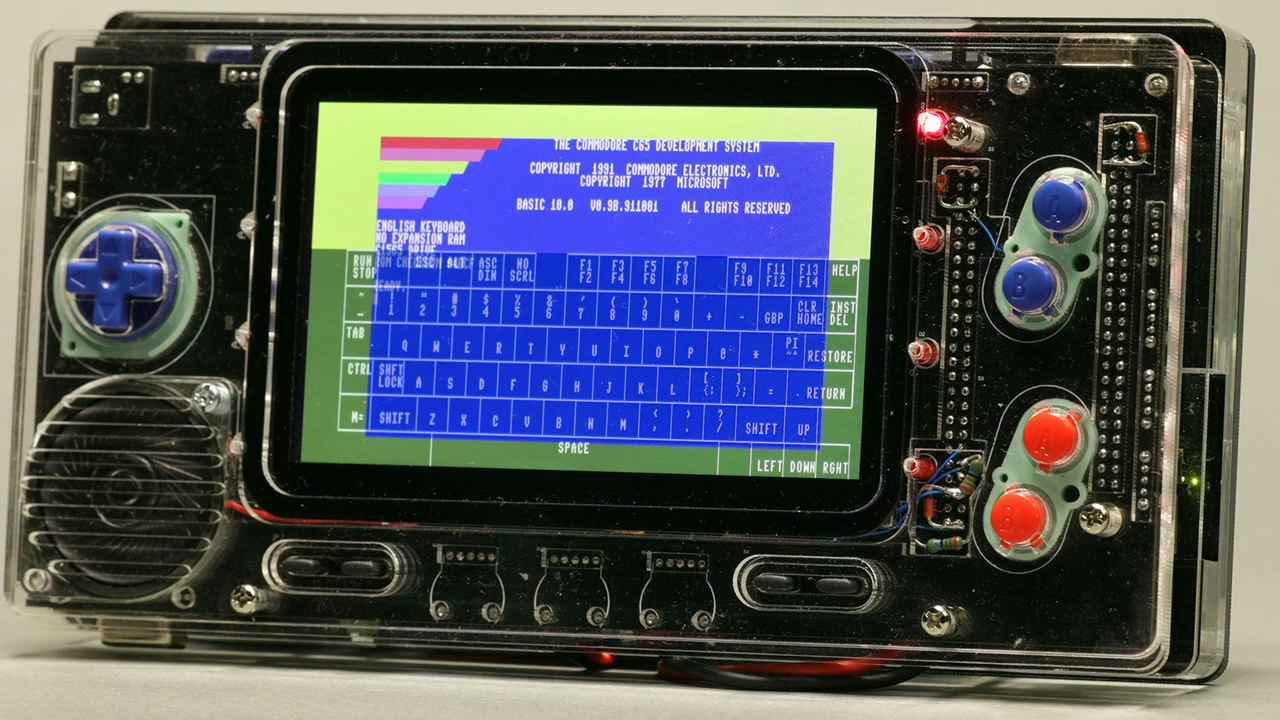 THE COMMODORE C65 DEVELOPMENT SYSTEM
COPYRIGHT 1991 COMMODORE ELECTRONICS, LTD.
COPYRIGHT 1977 MICROSOFT
BASIC 10.0 V0.9B.911001 ALL RIGHTS RESERVED
ENGLISH KEYBOARD
NO EXPANSION RAM
RUN STOP ESC ALT ASC DIN NO SCRL F1 F2 F3 F4 F5 F6 F7 F8 F9 F10 F11 F12 F13 F14 HELP
READY.
~ _ ! 1 " 2 # 3 $ 4 % 5 & 6 ' 7 ( 8 ) 9 ` 0 + - GBP CLR HOME INST DEL
TAB Q W E R T Y U I O P @ * PI ~^ RESTORE
CTRL SHFT LOCK A S D F G H J K L [ : { ] ; } = RETURN
M= SHIFT Z X C V B N M < , > . ? / SHIFT UP
SPACE
LEFT DOWN RGHT
A
B
A
B